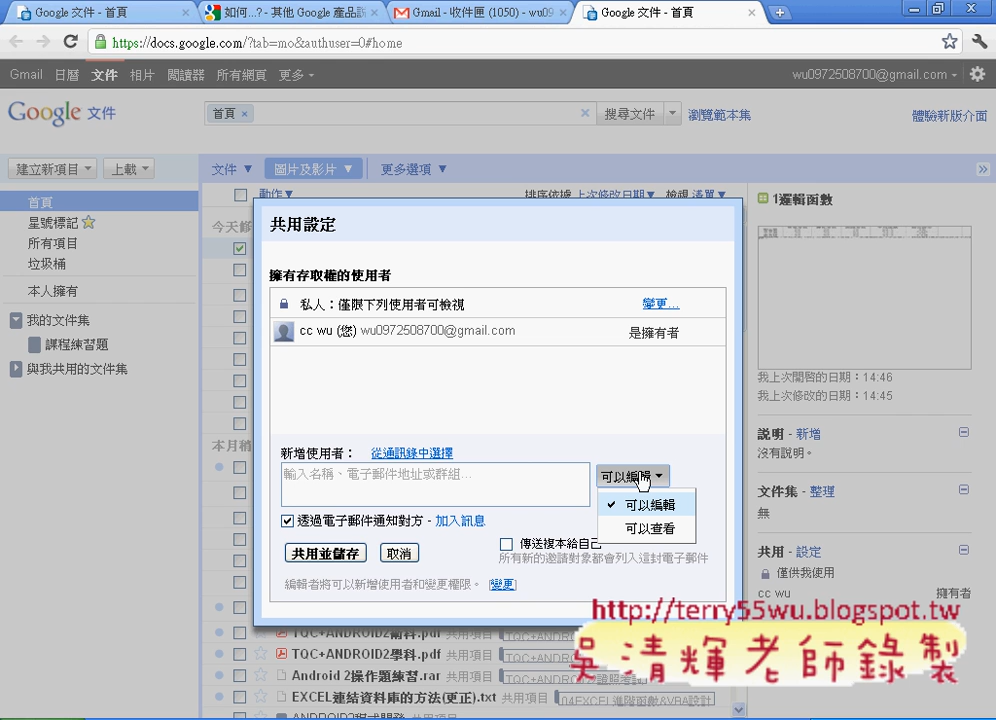 Google 文件 - 首頁
如何...? - 其他 Google 產品討
Gmail - 收件匣 (1050) - wu09
Google 文件 - 首頁
https://docs.google.com/?tab=mo&authuser=0#home
Gmail 日曆 文件 相片 閱讀器 所有網頁 更多
wu0972508700@gmail.com
Google 文件
首頁 ×
搜尋文件
瀏覽範本集
體驗新版介面
建立新項目 上載
文件 圖片及影片 更多選項
首頁
星號標記
所有項目
垃圾桶
本人擁有
我的文件集
課程練習題
與我共用的文件集
動作
排序依據 上次修改日期 檢視 清單
共用設定
擁有存取權的使用者
私人：僅限下列使用者可檢視 變更...
cc wu (您) wu0972508700@gmail.com 是擁有者
新增使用者： 從通訊錄中選擇
輸入名稱、電子郵件地址或群組...
可以編輯
✓ 可以編輯
可以查看
透過電子郵件通知對方 - 加入訊息
共用並儲存 取消
傳送複本給自己
所有新的邀請對象都會列入這封電子郵件
編輯者將可以新增使用者和變更權限。 [變更]
1邏輯函數
我上次開啓的日期：14:46
我上次修改的日期：14:45
説明 - 新增
沒有說明。
文件集 - 整理
無
共用 - 設定
僅供我使用
cc wu 擁有者
http://terry55wu.blogspot.tw
吳清輝老師錄製
TQC+ANDROID2術科.pdf 共用項目
TQC+ANDROID2學科.pdf 共用項目
Android 2操作題練習.rar 共用項目
EXCEL連結資料庫的方法(更正).txt 共用項目 04EXCEL進階函數&VBA設計